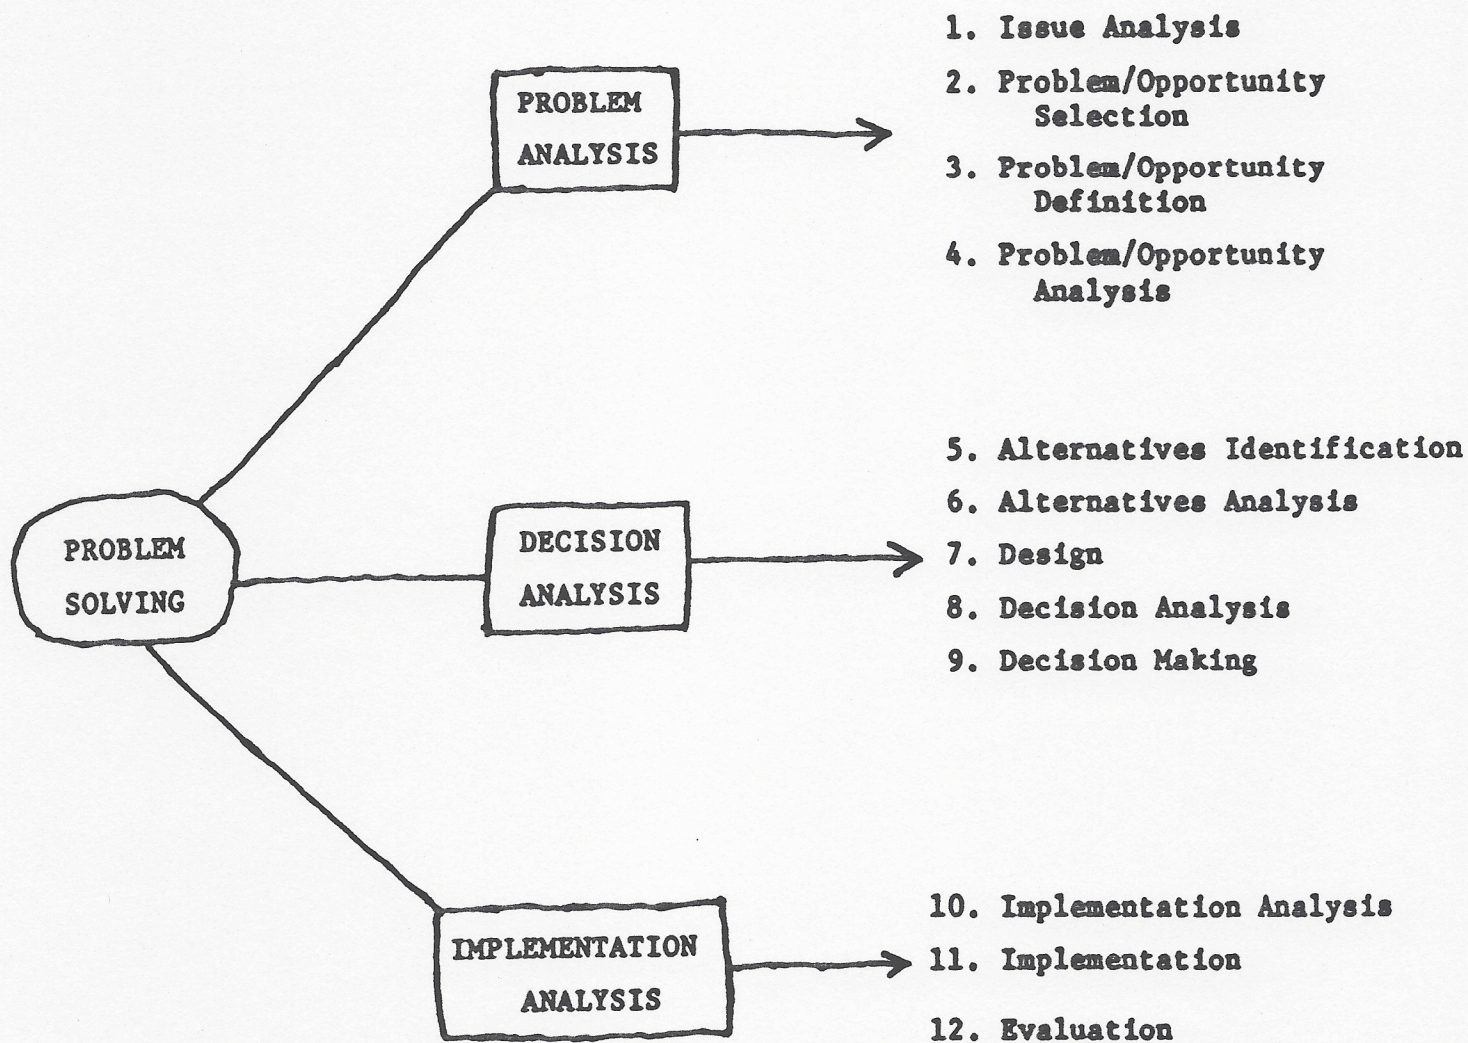 PROBLEM
SOLVING
PROBLEM
ANALYSIS
1. Issue Analysis
2. Problem/Opportunity
Selection
3. Problem/Opportunity
Definition
4. Problem/Opportunity
Analysis
DECISION
ANALYSIS
5. Alternatives Identification
6. Alternatives Analysis
7. Design
8. Decision Analysis
9. Decision Making
IMPLEMENTATION
ANALYSIS
10. Implementation Analysis
11. Implementation
12. Evaluation